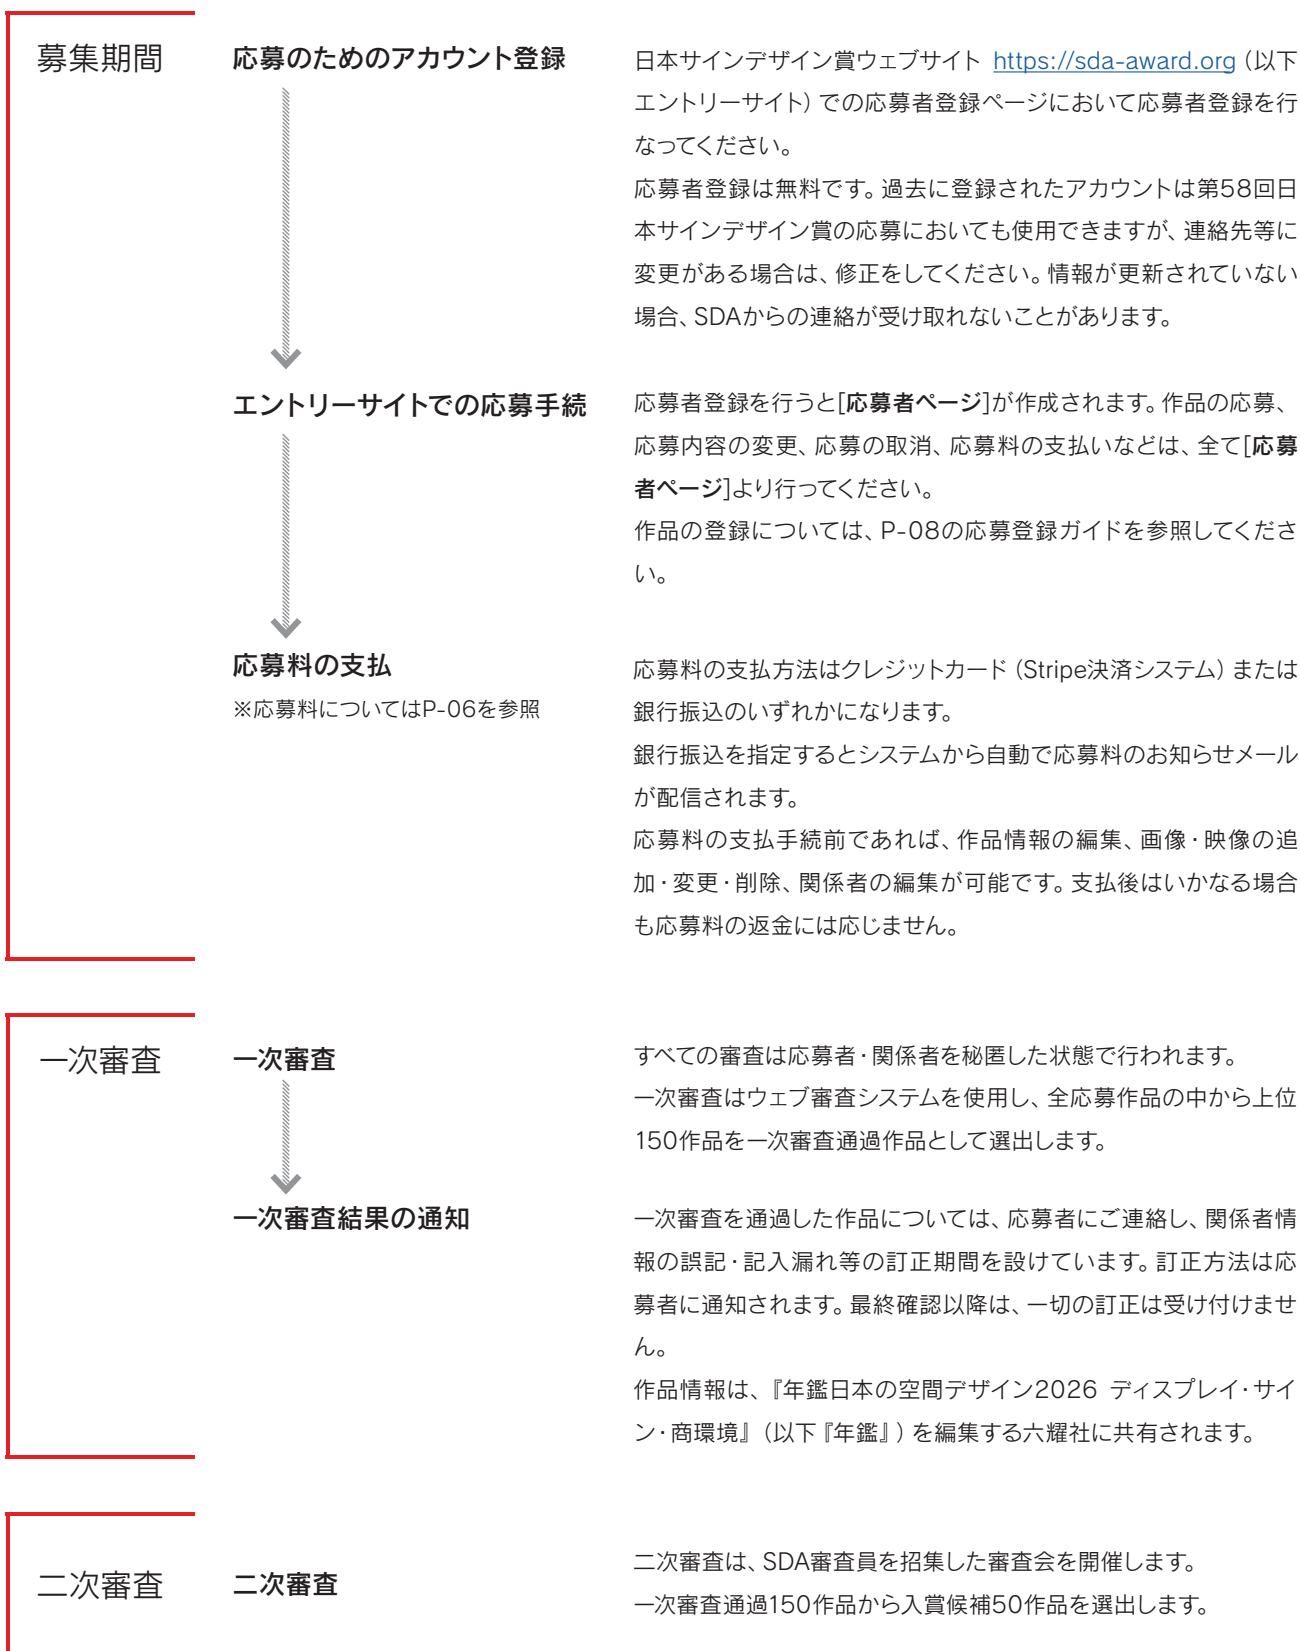 募集期間
応募のためのアカウント登録
日本サインデザイン賞ウェブサイト https://sda-award.org（以下
エントリーサイト）での応募者登録ページにおいて応募者登録を行
なってください。
応募者登録は無料です。過去に登録されたアカウントは第58回日
本サインデザイン賞の応募においても使用できますが、連絡先等に
変更がある場合は、修正をしてください。情報が更新されていない
場合、SDAからの連絡が受け取れないことがあります。
エントリーサイトでの応募手続
応募者登録を行うと[応募者ページ]が作成されます。作品の応募、
応募内容の変更、応募の取消、応募料の支払いなどは、全て[応募
者ページ]より行ってください。
作品の登録については、P-08の応募登録ガイドを参照してくださ
い。
応募料の支払
※応募料についてはP-06を参照
応募料の支払方法はクレジットカード（Stripe決済システム）または
銀行振込のいずれかになります。
銀行振込を指定するとシステムから自動で応募料のお知らせメール
が配信されます。
応募料の支払手続前であれば、作品情報の編集、画像・映像の追
加・変更・削除、関係者の編集が可能です。支払後はいかなる場合
も応募料の返金には応じません。
一次審査
一次審査
すべての審査は応募者・関係者を秘匿した状態で行われます。
一次審査はウェブ審査システムを使用し、全応募作品の中から上位
150作品を一次審査通過作品として選出します。
一次審査結果の通知
一次審査を通過した作品については、応募者にご連絡し、関係者情
報の誤記・記入漏れ等の訂正期間を設けています。訂正方法は応
募者に通知されます。最終確認以降は、一切の訂正は受け付けませ
ん。
作品情報は、『年鑑日本の空間デザイン2026 ディスプレイ・サイ
ン・商環境』（以下『年鑑』）を編集する六耀社に共有されます。
二次審査
二次審査
二次審査は、SDA審査員を招集した審査会を開催します。
一次審査通過150作品から入賞候補50作品を選出します。